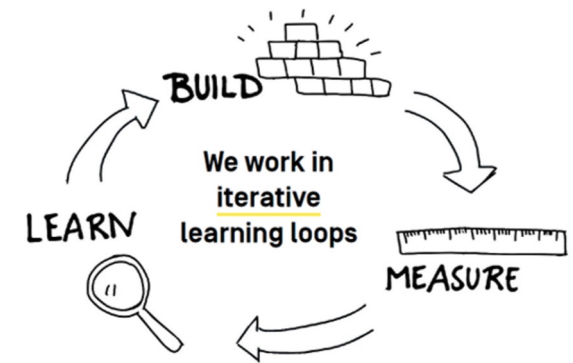 BUILD
We work in
iterative
learning loops
LEARN
MEASURE